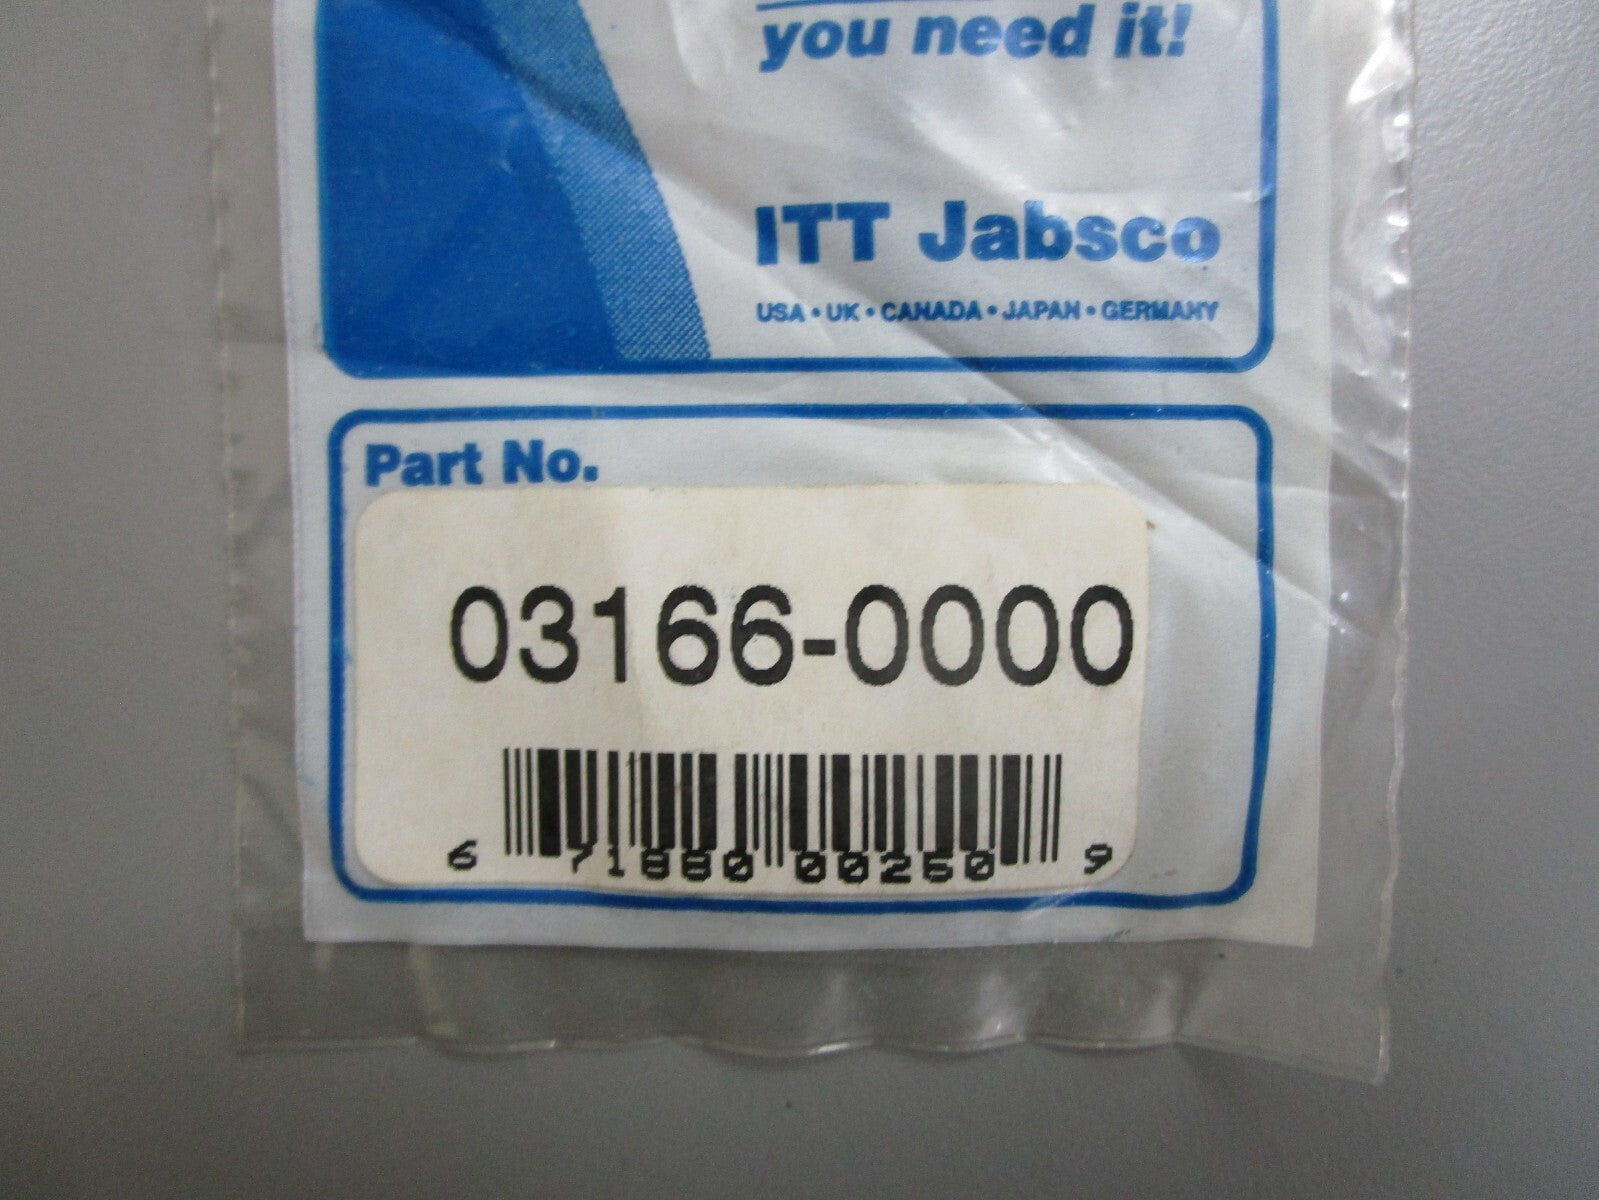 you need it!
ITT Jabsco
USA • UK • CANADA • JAPAN • GERMANY
Part No.
03166-0000
6 71880 00260 9